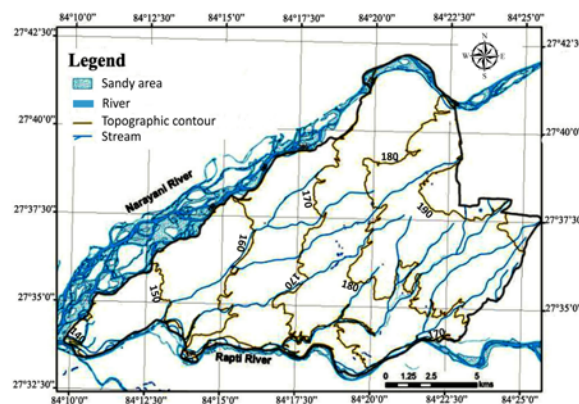 84°10'0" 84°12'30" 84°15'0" 84°17'30" 84°20'0" 84°22'30" 84°25'0"
27°42'30"
27°42'30"
N
W E
S
Legend
Sandy area
River
Topographic contour
Stream
27°40'0"
27°40'0"
180
170
190
Narayani River
27°37'30"
27°37'30"
160
170
180
150
27°35'0"
27°35'0"
140
170
Rapti River
0 1.25 2.5 5
kms
27°32'30"
27°32'30"
84°10'0" 84°12'30" 84°15'0" 84°17'30" 84°20'0" 84°22'30" 84°25'0"